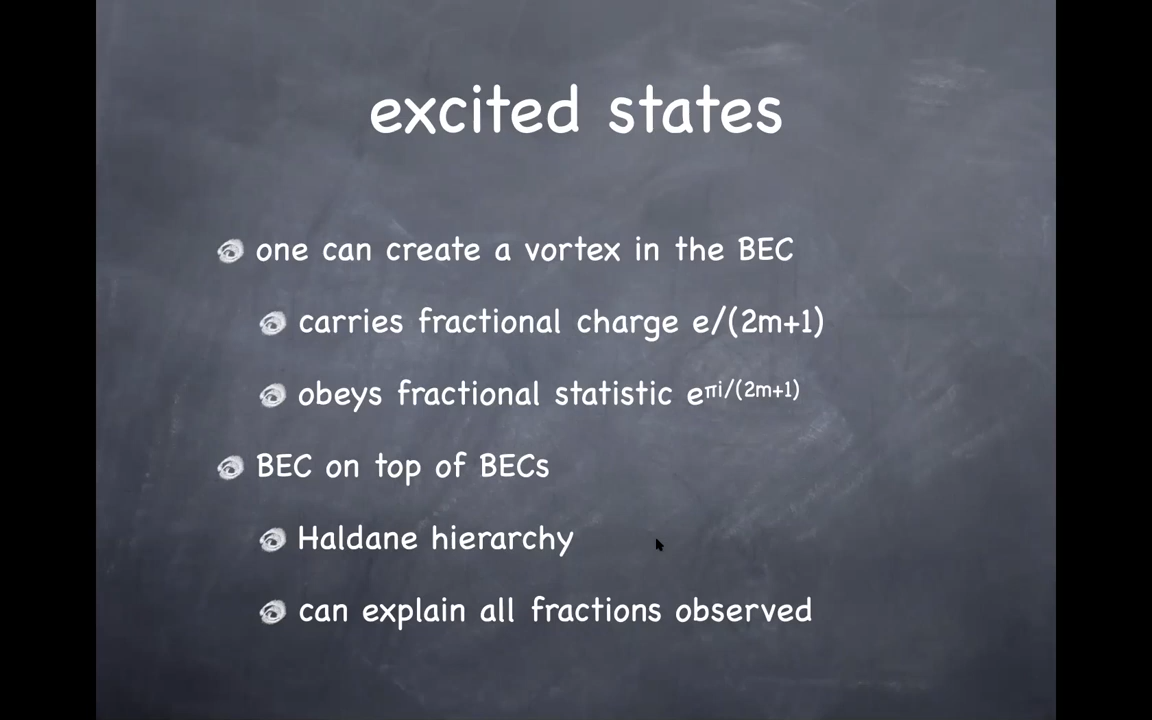 excited states
one can create a vortex in the BEC
carries fractional charge e/(2m+1)
obeys fractional statistic e^πi/(2m+1)
BEC on top of BECs
Haldane hierarchy
can explain all fractions observed